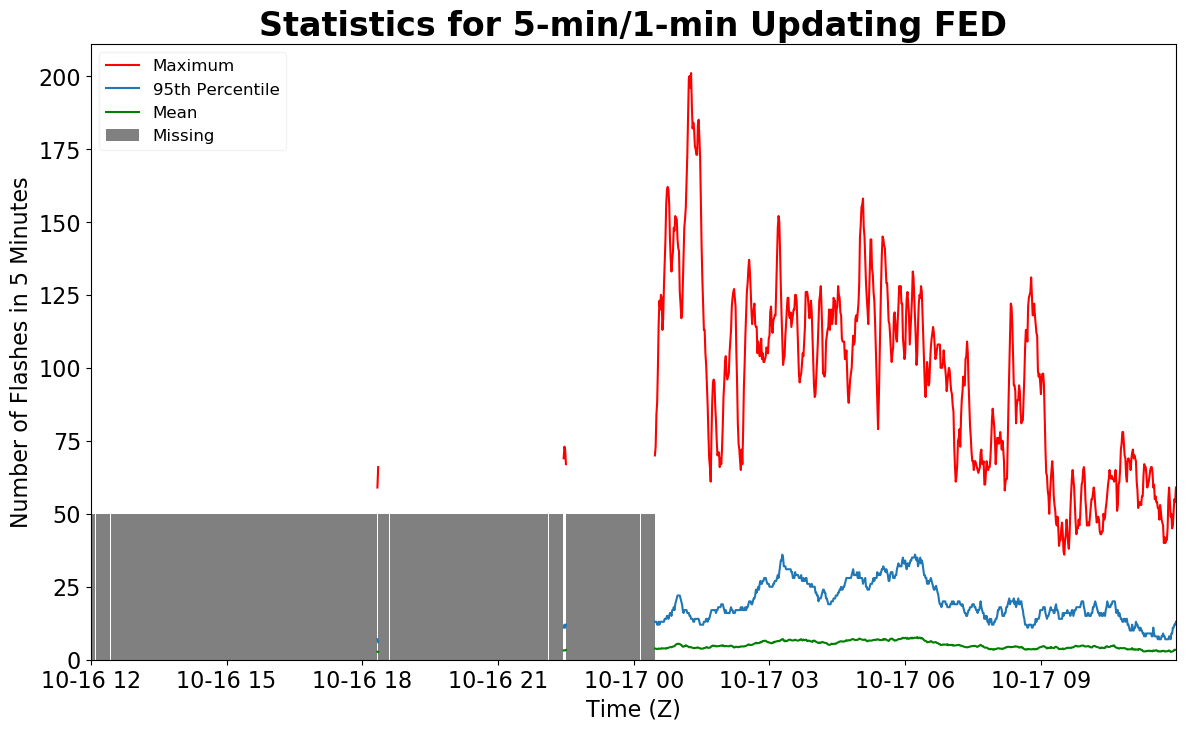 Statistics for 5-min/1-min Updating FED
Maximum
95th Percentile
Mean
Missing
Number of Flashes in 5 Minutes
200
175
150
125
100
75
50
25
0
10-16 12
10-16 15
10-16 18
10-16 21
10-17 00
10-17 03
10-17 06
10-17 09
Time (Z)